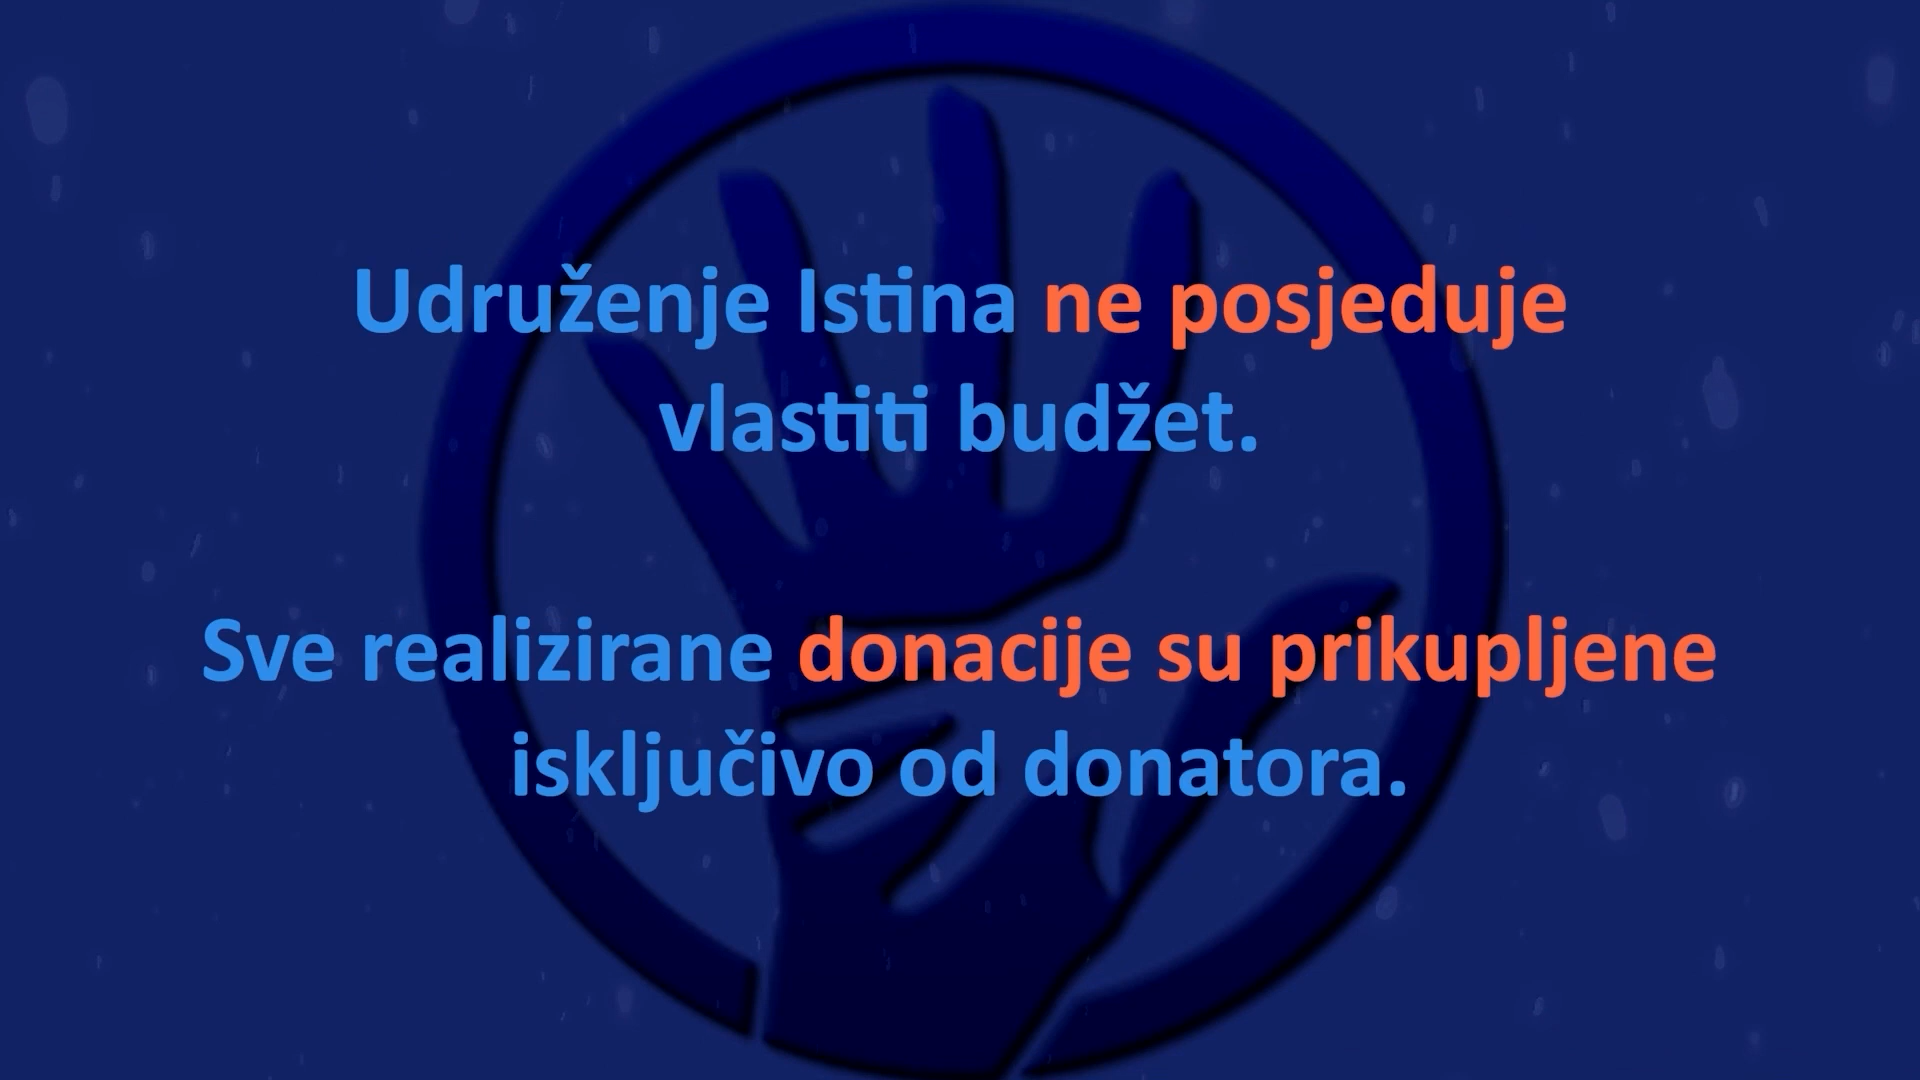 Udruženje Istina ne posjeduje
vlastiti budžet.
Sve realizirane donacije su prikupljene
isključivo od donatora.